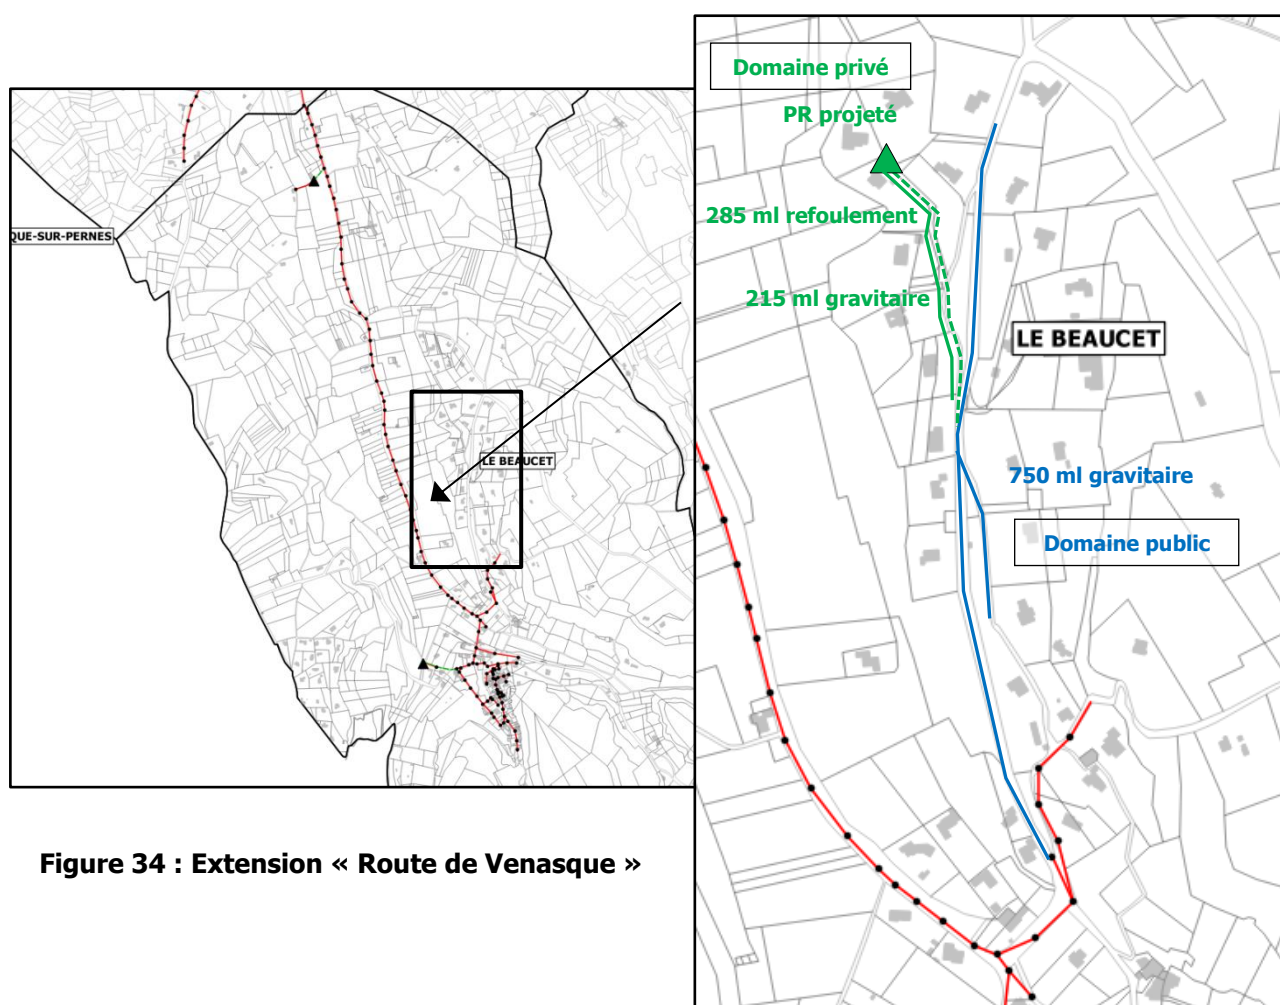 QUE-SUR-PERNES
LE BEAUCET
Figure 34 : Extension « Route de Venasque »
Domaine privé
PR projeté
285 ml refoulement
215 ml gravitaire
LE BEAUCET
750 ml gravitaire
Domaine public